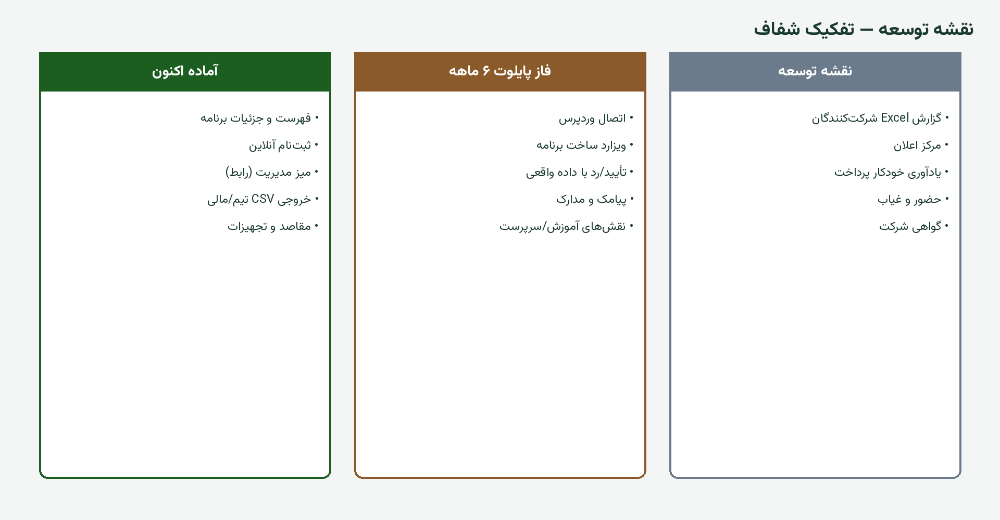 نقشه توسعه — تفکیک شفاف
نقشه توسعه
• گزارش Excel شرکت‌کنندگان
• مرکز اعلان
• یادآوری خودکار پرداخت
• حضور و غیاب
• گواهی شرکت
فاز پایلوت ۶ ماهه
• اتصال وردپرس
• ویزارد ساخت برنامه
• تأیید/رد با داده واقعی
• پیامک و مدارک
• نقش‌های آموزش/سرپرست
آماده اکنون
• فهرست و جزئیات برنامه
• ثبت‌نام آنلاین
• میز مدیریت (رابط)
• خروجی CSV تیم/مالی
• مقاصد و تجهیزات